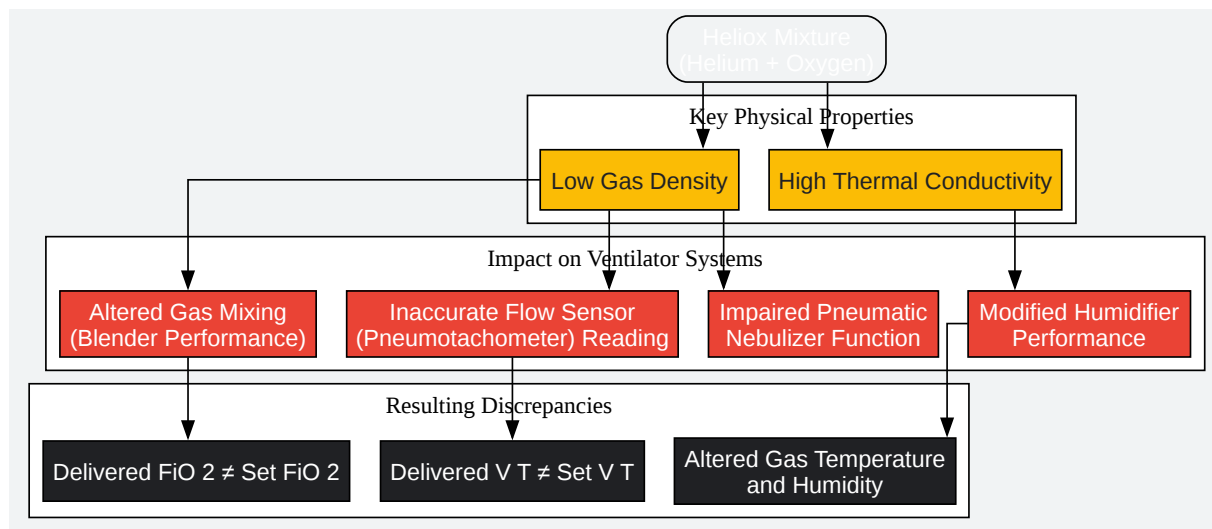 Heliox Mixture
(Helium + Oxygen)
Key Physical Properties
Low Gas Density
High Thermal Conductivity
Impact on Ventilator Systems
Altered Gas Mixing
(Blender Performance)
Inaccurate Flow Sensor
(Pneumotachometer) Reading
Impaired Pneumatic
Nebulizer Function
Modified Humidifier
Performance
Resulting Discrepancies
Delivered FiO 2 ≠ Set FiO 2
Delivered V T ≠ Set V T
Altered Gas Temperature
and Humidity